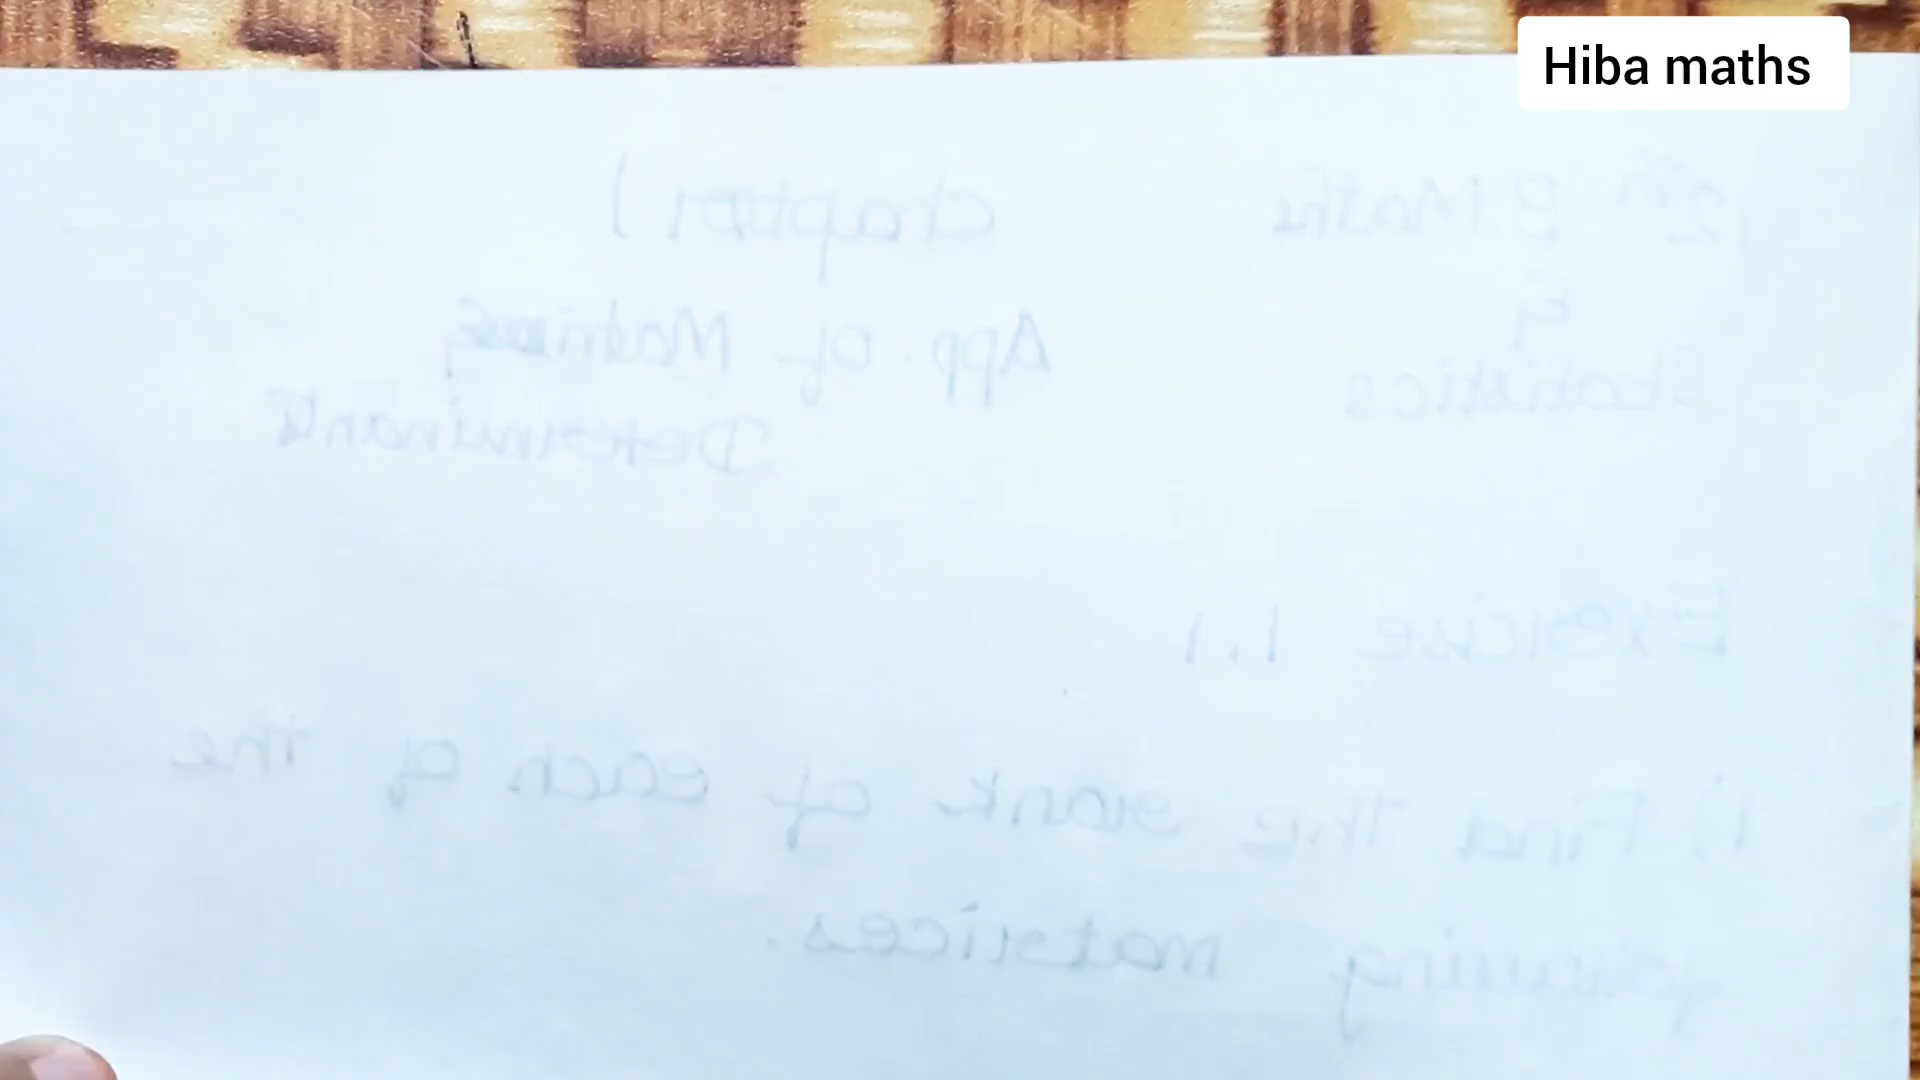 Hiba maths
12th B Maths
&
Statistics
Chapter 1
App. of Matrices &
Determinants
Exercise 1.1
1) Find the rank of each of the
following matrices.